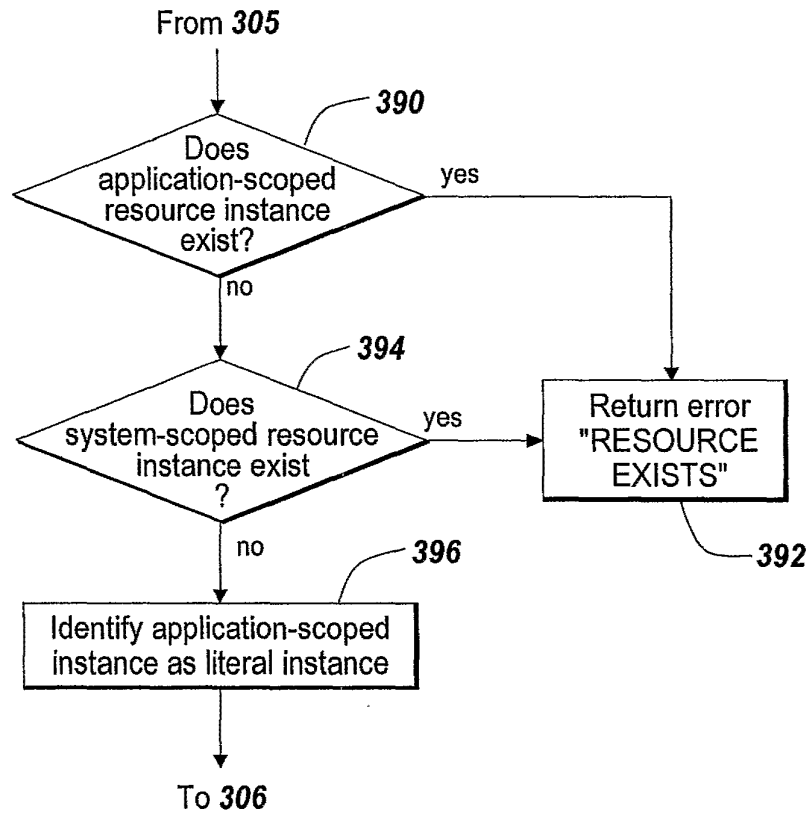 From 305
390
Does
application-scoped
resource instance
exist?
yes
no
394
Does
system-scoped resource
instance exist
?
yes
Return error
"RESOURCE
EXISTS"
392
no
396
Identify application-scoped
instance as literal instance
To 306